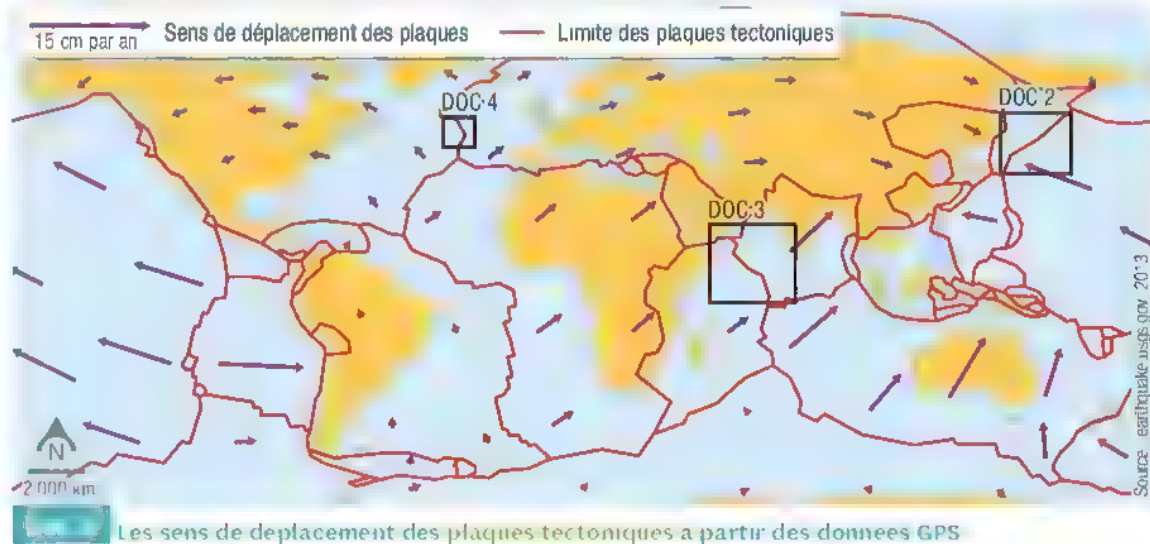 15 cm par an
Sens de déplacement des plaques
Limite des plaques tectoniques
DOC·4
DOC·2
DOC·3
N
2 000 km
Source earthquake.usgs.gov 2013
Les sens de deplacement des plaques tectoniques a partir des donnees GPS